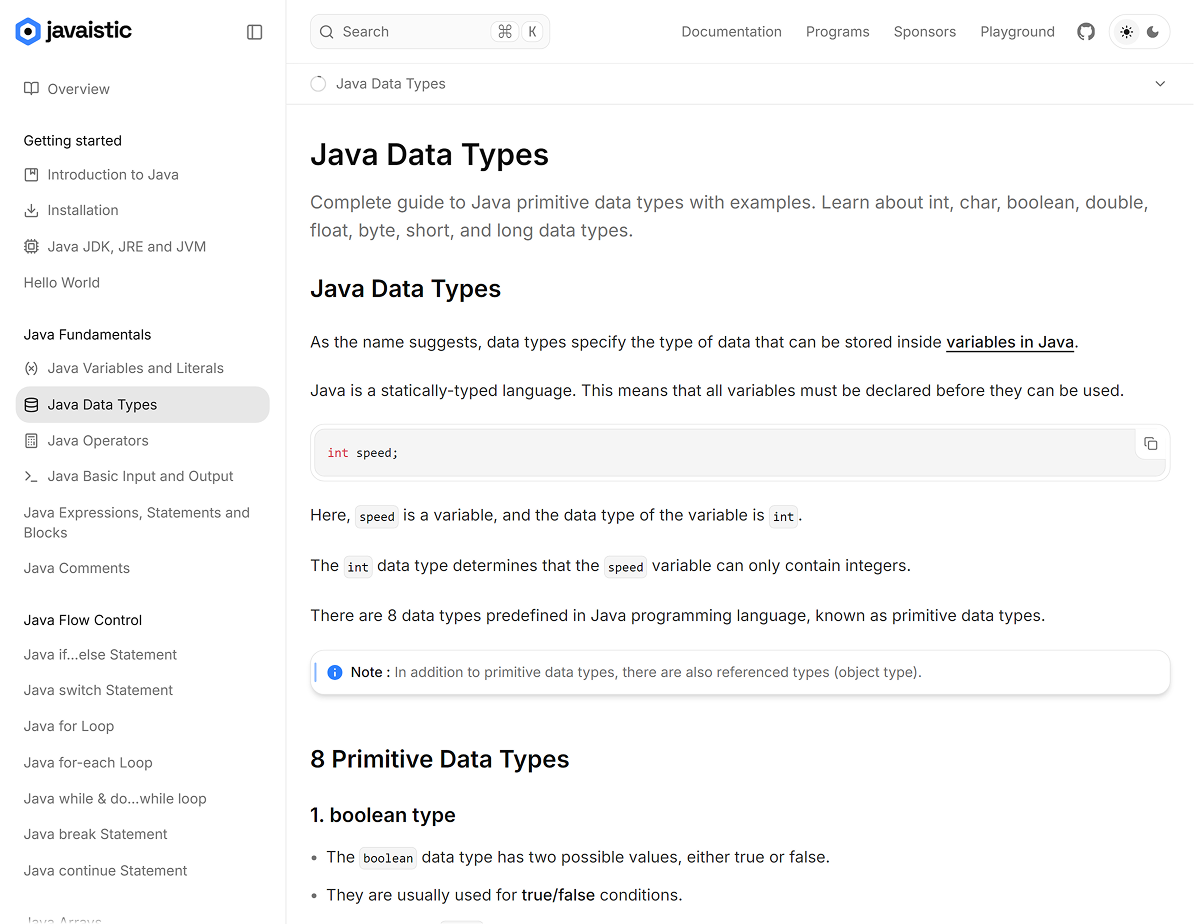 javaistic
Search ⌘ K
Documentation Programs Sponsors Playground
Java Data Types
Overview
Getting started
Introduction to Java
Installation
Java JDK, JRE and JVM
Hello World
Java Fundamentals
Java Variables and Literals
Java Data Types
Java Operators
Java Basic Input and Output
Java Expressions, Statements and
Blocks
Java Comments
Java Flow Control
Java if...else Statement
Java switch Statement
Java for Loop
Java for-each Loop
Java while & do...while loop
Java break Statement
Java continue Statement
Java Arrays
Java Data Types
Complete guide to Java primitive data types with examples. Learn about int, char, boolean, double,
float, byte, short, and long data types.
Java Data Types
As the name suggests, data types specify the type of data that can be stored inside variables in Java.
Java is a statically-typed language. This means that all variables must be declared before they can be used.
int speed;
Here, speed is a variable, and the data type of the variable is int.
The int data type determines that the speed variable can only contain integers.
There are 8 data types predefined in Java programming language, known as primitive data types.
Note : In addition to primitive data types, there are also referenced types (object type).
8 Primitive Data Types
1. boolean type
• The boolean data type has two possible values, either true or false.
• They are usually used for true/false conditions.